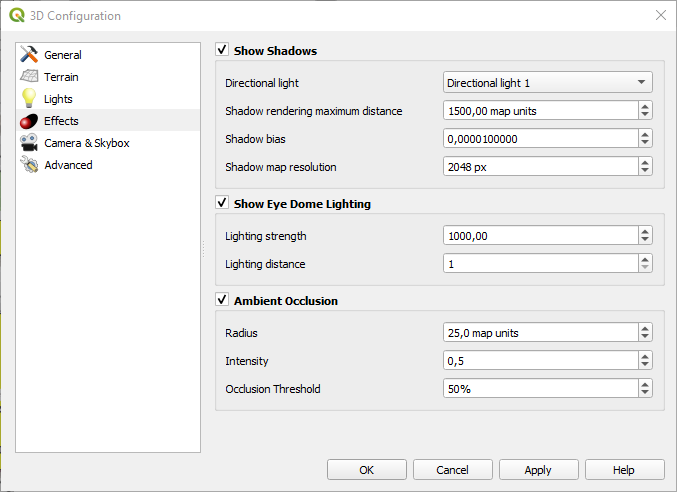 3D Configuration
General
Terrain
Lights
Effects
Camera & Skybox
Advanced
Show Shadows
Directional light Directional light 1
Shadow rendering maximum distance 1500,00 map units
Shadow bias 0,0000100000
Shadow map resolution 2048 px
Show Eye Dome Lighting
Lighting strength 1000,00
Lighting distance 1
Ambient Occlusion
Radius 25,0 map units
Intensity 0,5
Occlusion Threshold 50%
OK Cancel Apply Help